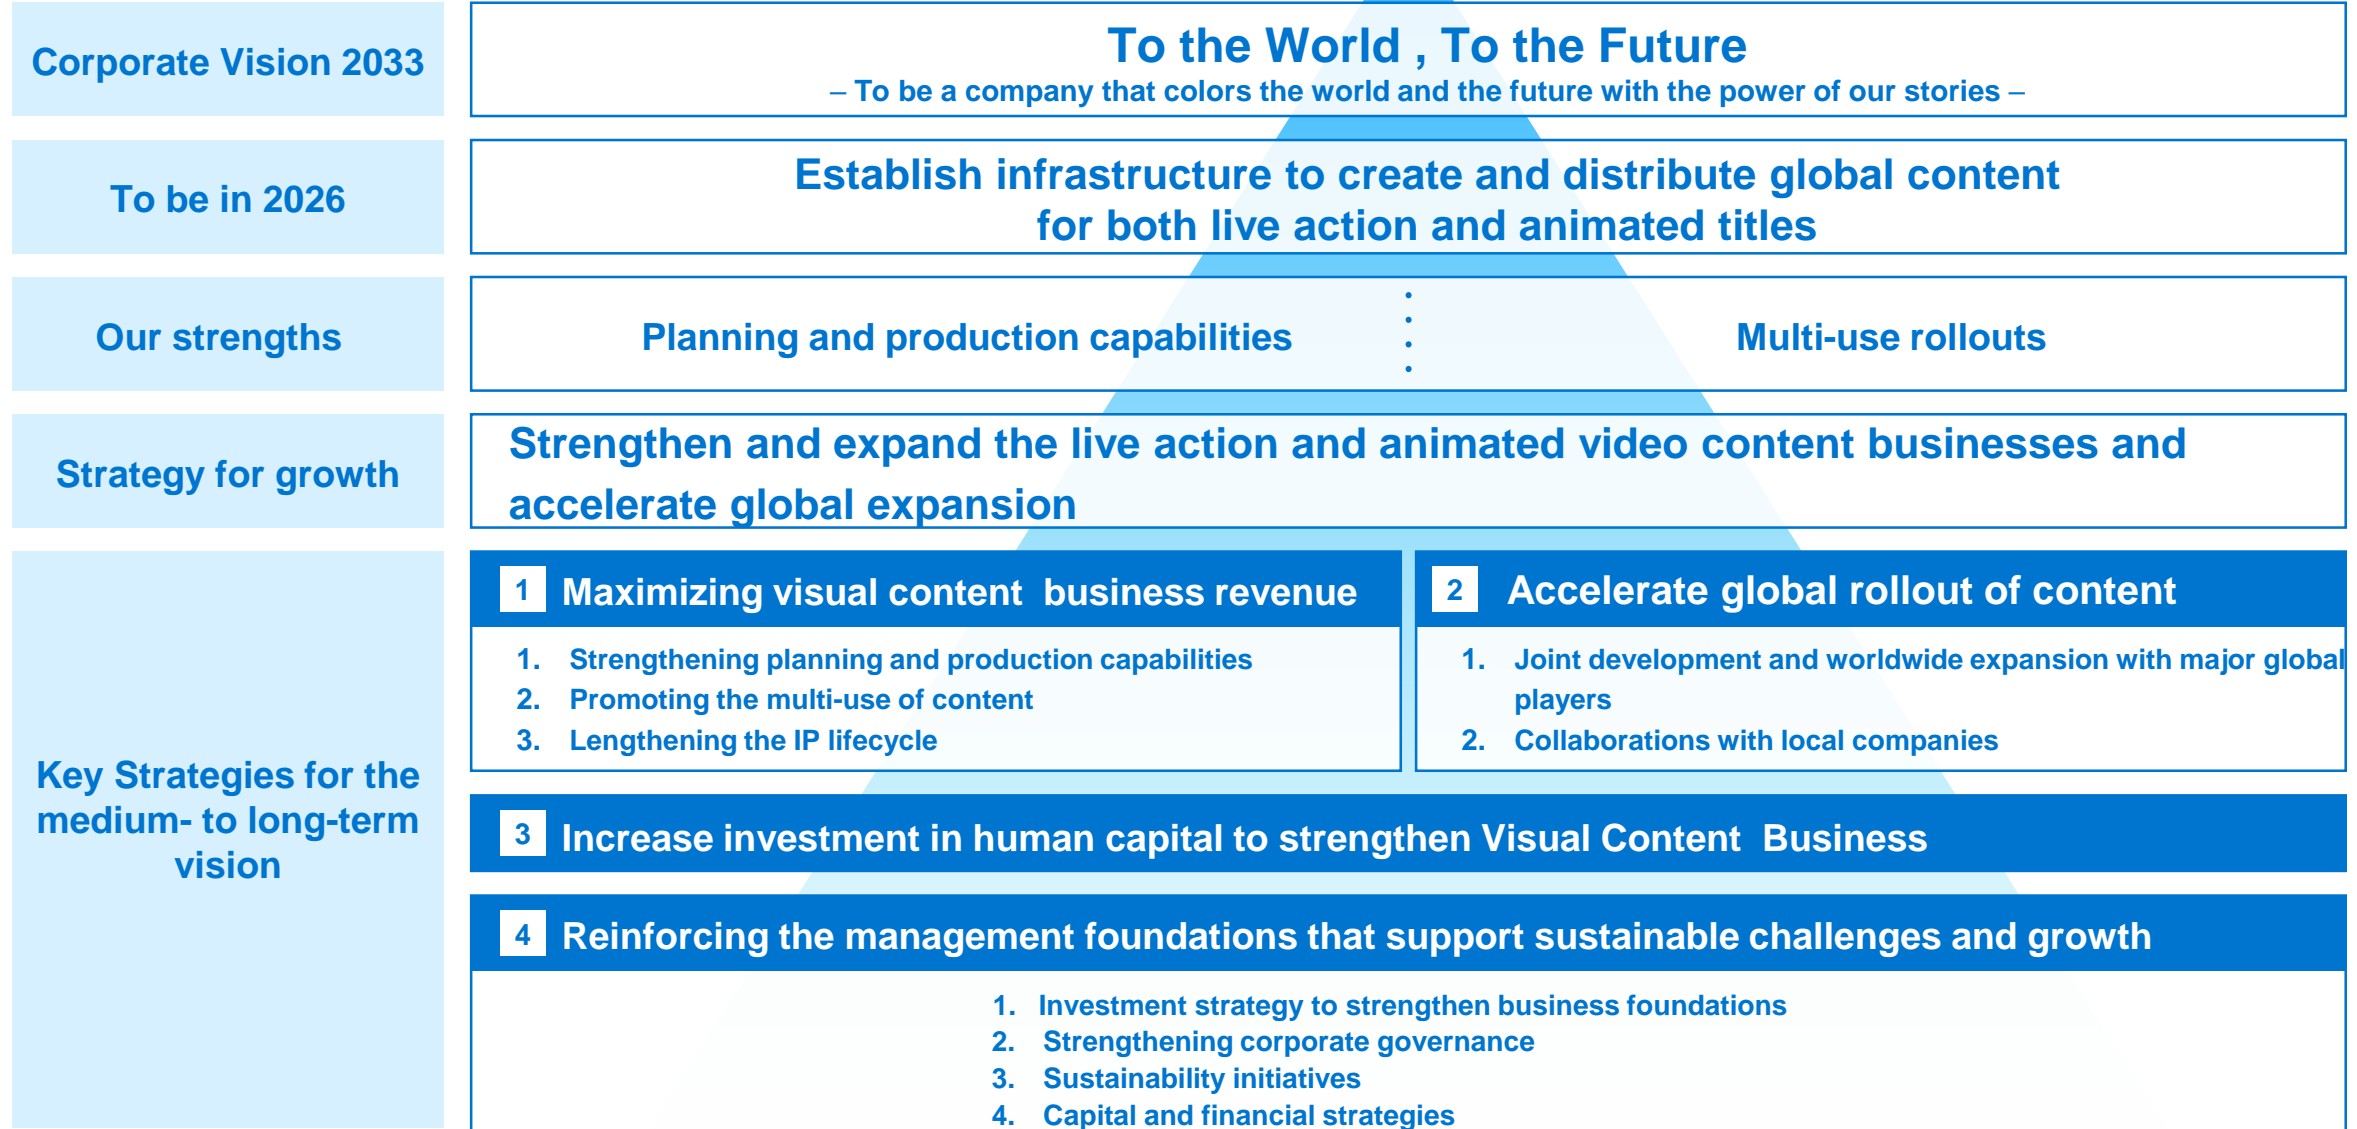 Corporate Vision 2033
To the World , To the Future
– To be a company that colors the world and the future with the power of our stories –
To be in 2026
Establish infrastructure to create and distribute global content
for both live action and animated titles
Our strengths
Planning and production capabilities
Multi-use rollouts
Strategy for growth
Strengthen and expand the live action and animated video content businesses and
accelerate global expansion
Key Strategies for the
medium- to long-term
vision
1 Maximizing visual content business revenue
1. Strengthening planning and production capabilities
2. Promoting the multi-use of content
3. Lengthening the IP lifecycle
2 Accelerate global rollout of content
1. Joint development and worldwide expansion with major global
players
2. Collaborations with local companies
3 Increase investment in human capital to strengthen Visual Content Business
4 Reinforcing the management foundations that support sustainable challenges and growth
1. Investment strategy to strengthen business foundations
2. Strengthening corporate governance
3. Sustainability initiatives
4. Capital and financial strategies